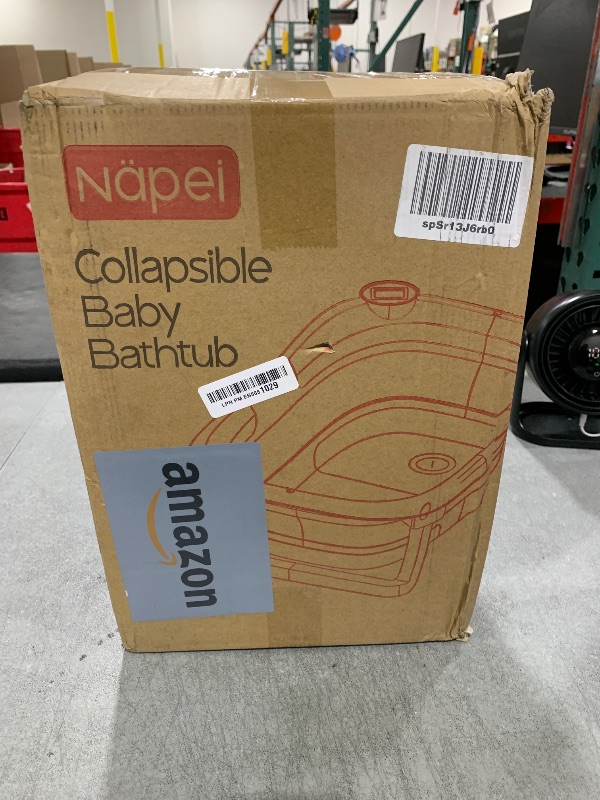 Näpei
spSr13J6rb0
Collapsible
Baby
Bathtub
1029
amazon